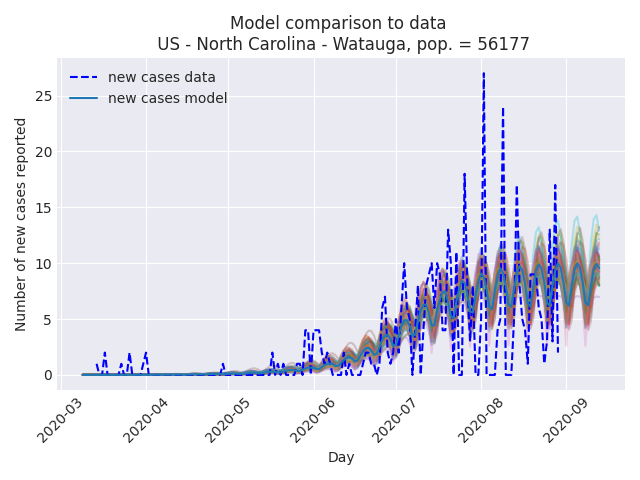 Model comparison to data
US - North Carolina - Watauga, pop. = 56177
new cases data
new cases model
Number of new cases reported
25
20
15
10
5
0
2020-03
2020-04
2020-05
2020-06
2020-07
2020-08
2020-09
Day